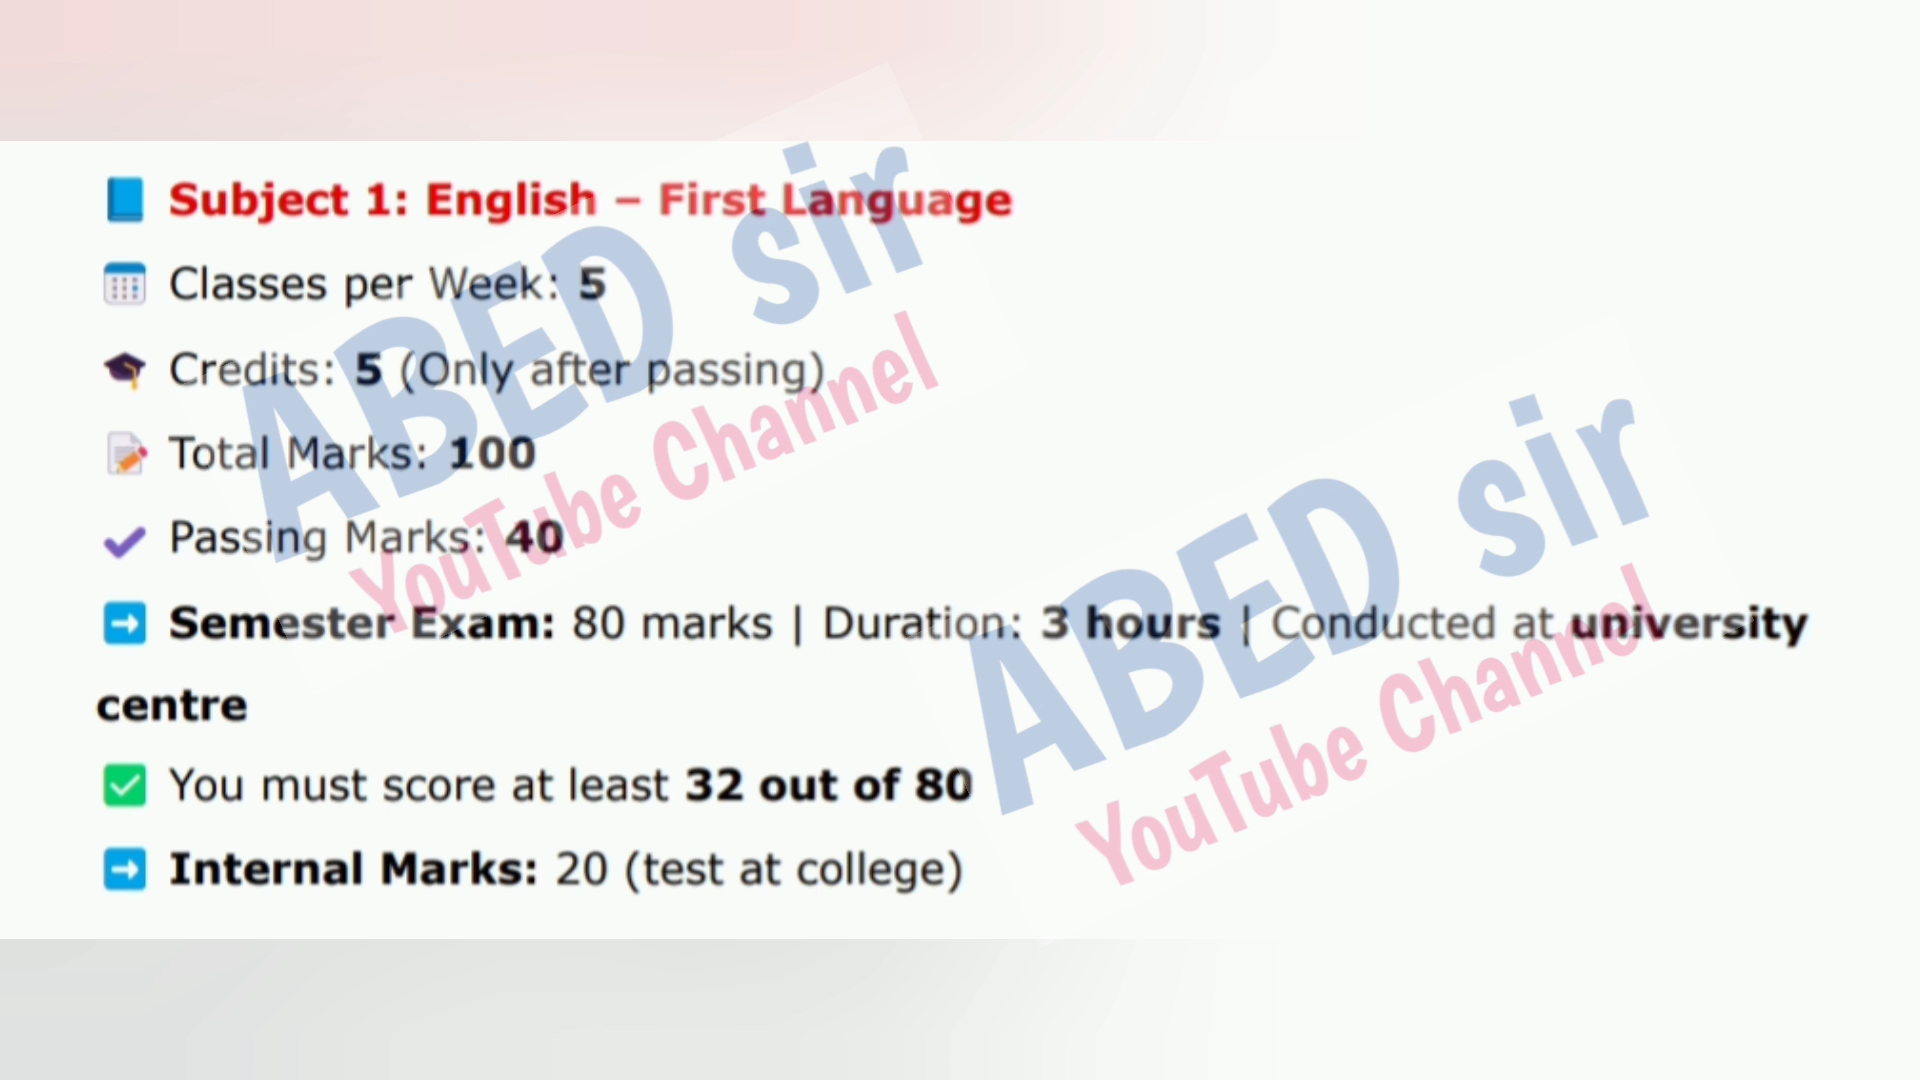 📘 Subject 1: English – First Language
Classes per Week: 5
🎓 Credits: 5 (Only after passing)
📝 Total Marks: 100
✔ Passing Marks: 40
➡ Semester Exam: 80 marks | Duration: 3 hours | Conducted at university
centre
✅ You must score at least 32 out of 80
➡ Internal Marks: 20 (test at college)
ABED sir
YouTube Channel
ABED sir
YouTube Channel